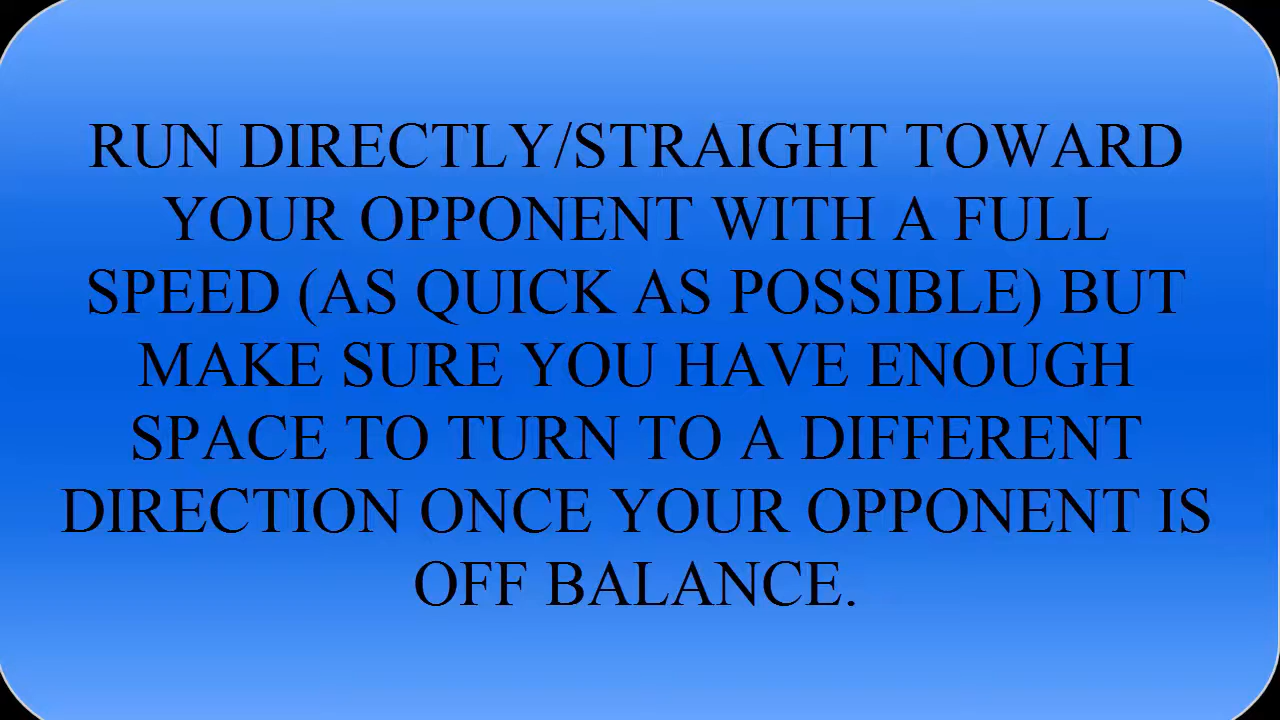 RUN DIRECTLY/STRAIGHT TOWARD
YOUR OPPONENT WITH A FULL
SPEED (AS QUICK AS POSSIBLE) BUT
MAKE SURE YOU HAVE ENOUGH
SPACE TO TURN TO A DIFFERENT
DIRECTION ONCE YOUR OPPONENT IS
OFF BALANCE.